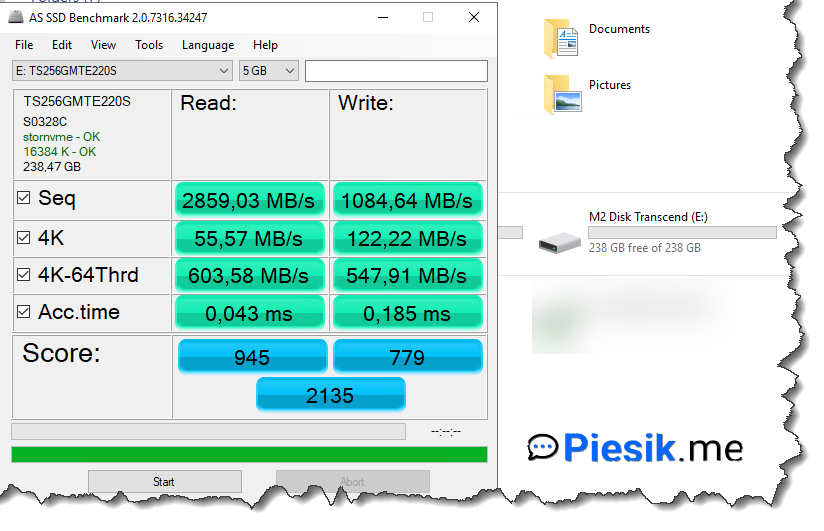 AS SSD Benchmark 2.0.7316.34247
File Edit View Tools Language Help
E: TS256GMTE220S 5 GB
TS256GMTE220S
S0328C
stornvme - OK
16384 K - OK
238,47 GB
Read: Write:
Seq 2859,03 MB/s 1084,64 MB/s
4K 55,57 MB/s 122,22 MB/s
4K-64Thrd 603,58 MB/s 547,91 MB/s
Acc.time 0,043 ms 0,185 ms
Score: 945 779
2135
--:--:--
Start Abort
Documents
Pictures
M2 Disk Transcend (E:)
238 GB free of 238 GB
Piesik.me